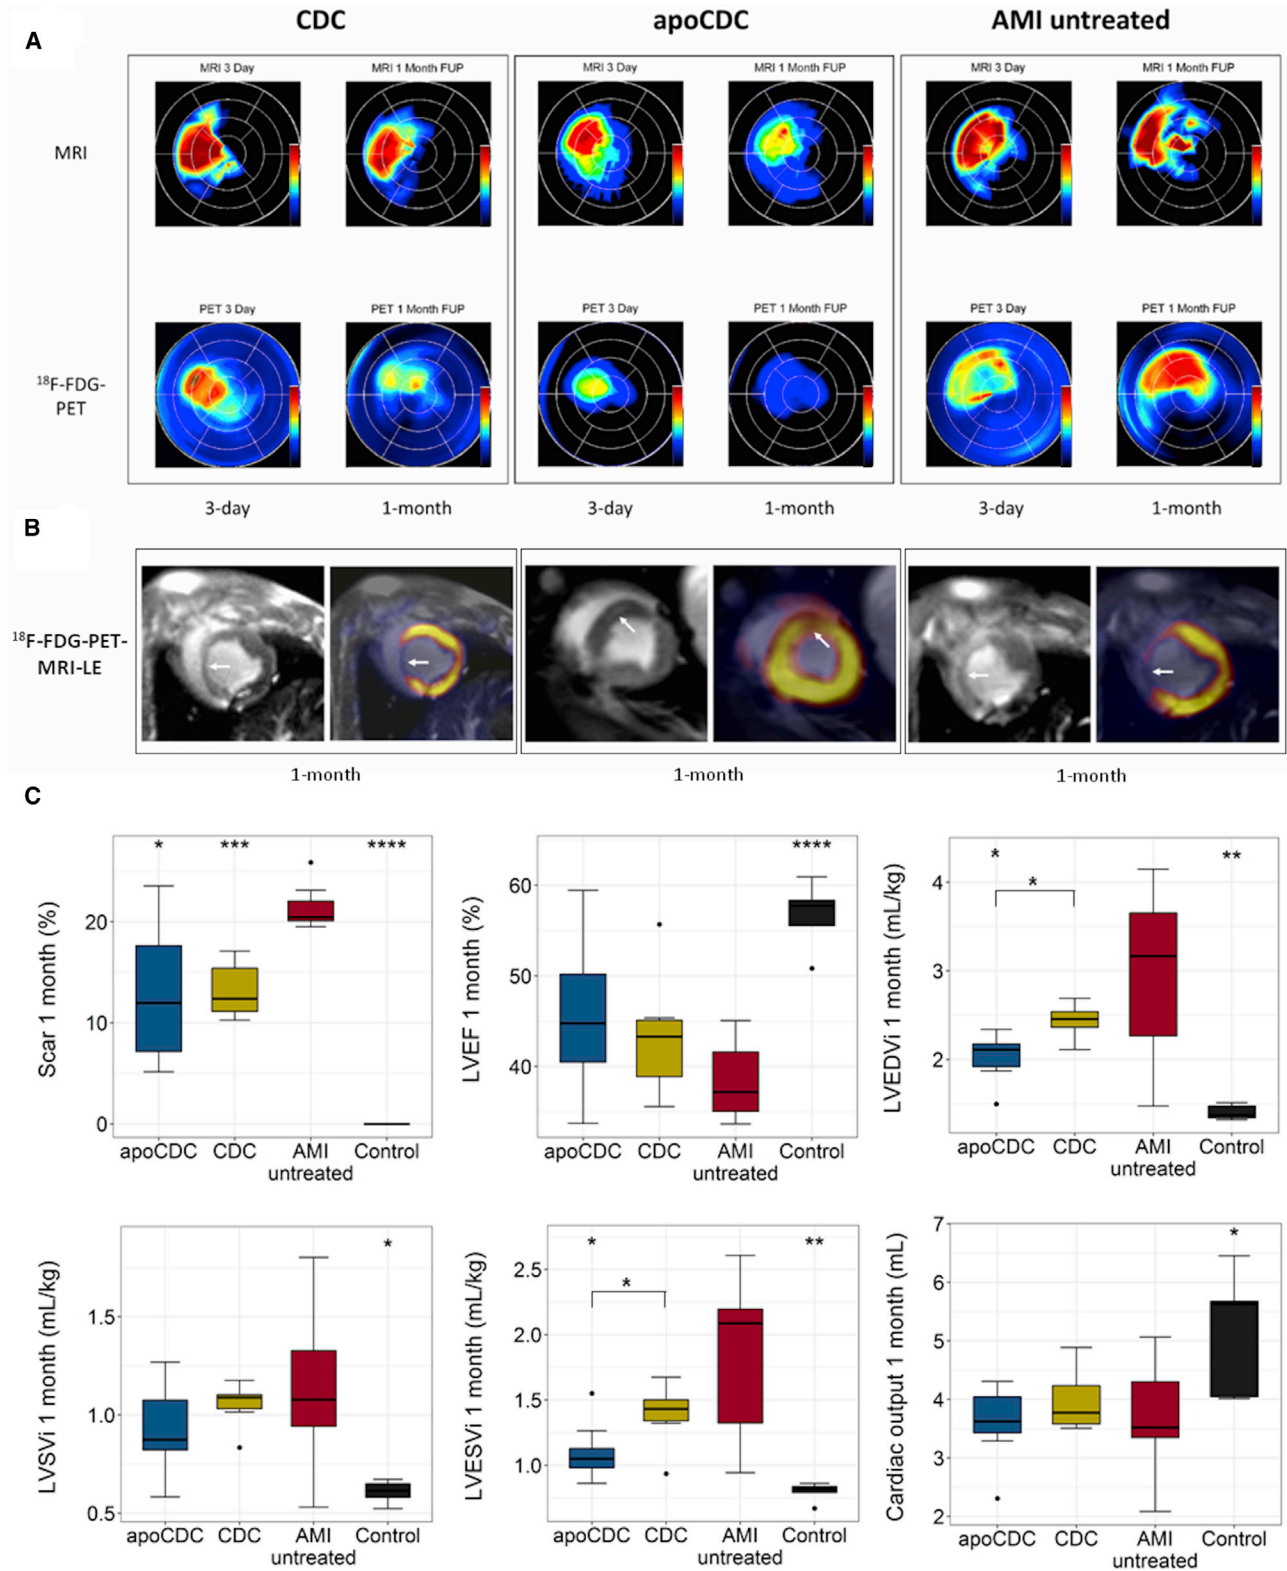 CDC apoCDC AMI untreated
A
MRI 3 Day MRI 1 Month FUP MRI 3 Day MRI 1 Month FUP MRI 3 Day MRI 1 Month FUP
MRI
PET 3 Day PET 1 Month FUP PET 3 Day PET 1 Month FUP PET 3 Day PET 1 Month FUP
¹⁸F-FDG-
PET
3-day 1-month 3-day 1-month 3-day 1-month
B
¹⁸F-FDG-PET-
MRI-LE
1-month 1-month 1-month
C
Scar 1 month (%)
* *** ****
20
10
0
apoCDC CDC AMI Control
untreated
LVEF 1 month (%)
****
60
50
40
apoCDC CDC AMI Control
untreated
LVEDVi 1 month (mL/kg)
* * **
4
3
2
apoCDC CDC AMI Control
untreated
LVSVi 1 month (mL/kg)
*
1.5
1.0
0.5
apoCDC CDC AMI Control
untreated
LVESVi 1 month (mL/kg)
* * **
2.5
2.0
1.5
1.0
apoCDC CDC AMI Control
untreated
Cardiac output 1 month (mL)
*
7
6
5
4
3
2
apoCDC CDC AMI Control
untreated